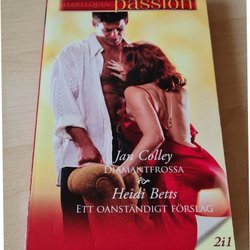 HARLEQUIN passion
Jan Colley
DIAMANTFROSSA
&
Heidi Betts
ETT OANSTÄNDIGT FÖRSLAG
2i1